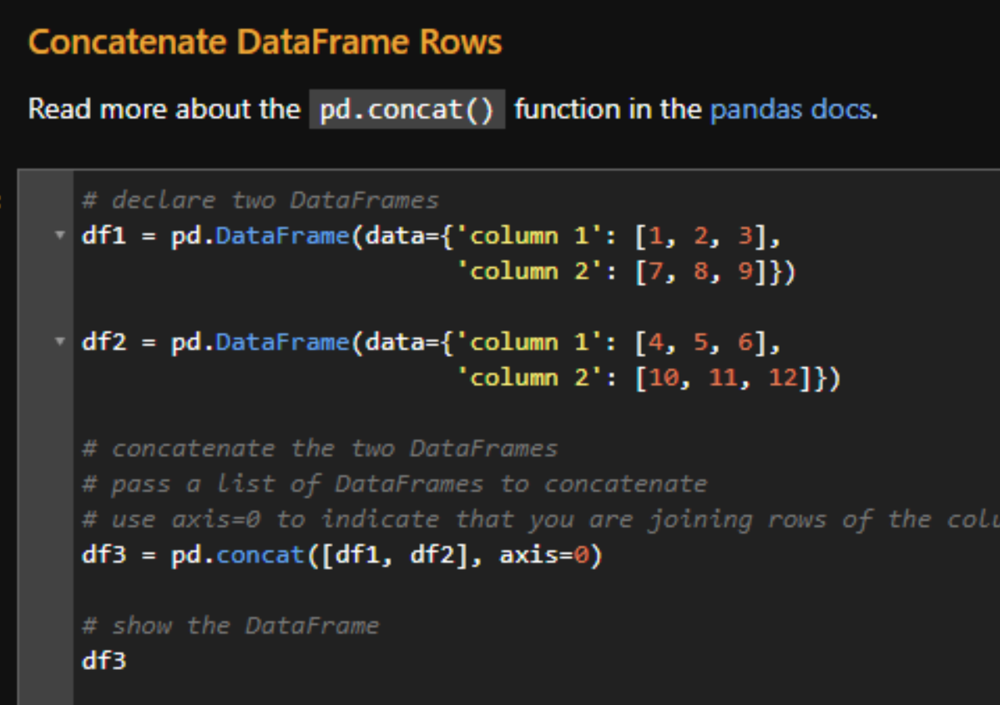 Concatenate DataFrame Rows
Read more about the pd.concat() function in the pandas docs.
# declare two DataFrames
df1 = pd.DataFrame(data={'column 1': [1, 2, 3],
                         'column 2': [7, 8, 9]})
df2 = pd.DataFrame(data={'column 1': [4, 5, 6],
                         'column 2': [10, 11, 12]})
# concatenate the two DataFrames
# pass a list of DataFrames to concatenate
# use axis=0 to indicate that you are joining rows of the
df3 = pd.concat([df1, df2], axis=0)
# show the DataFrame
df3